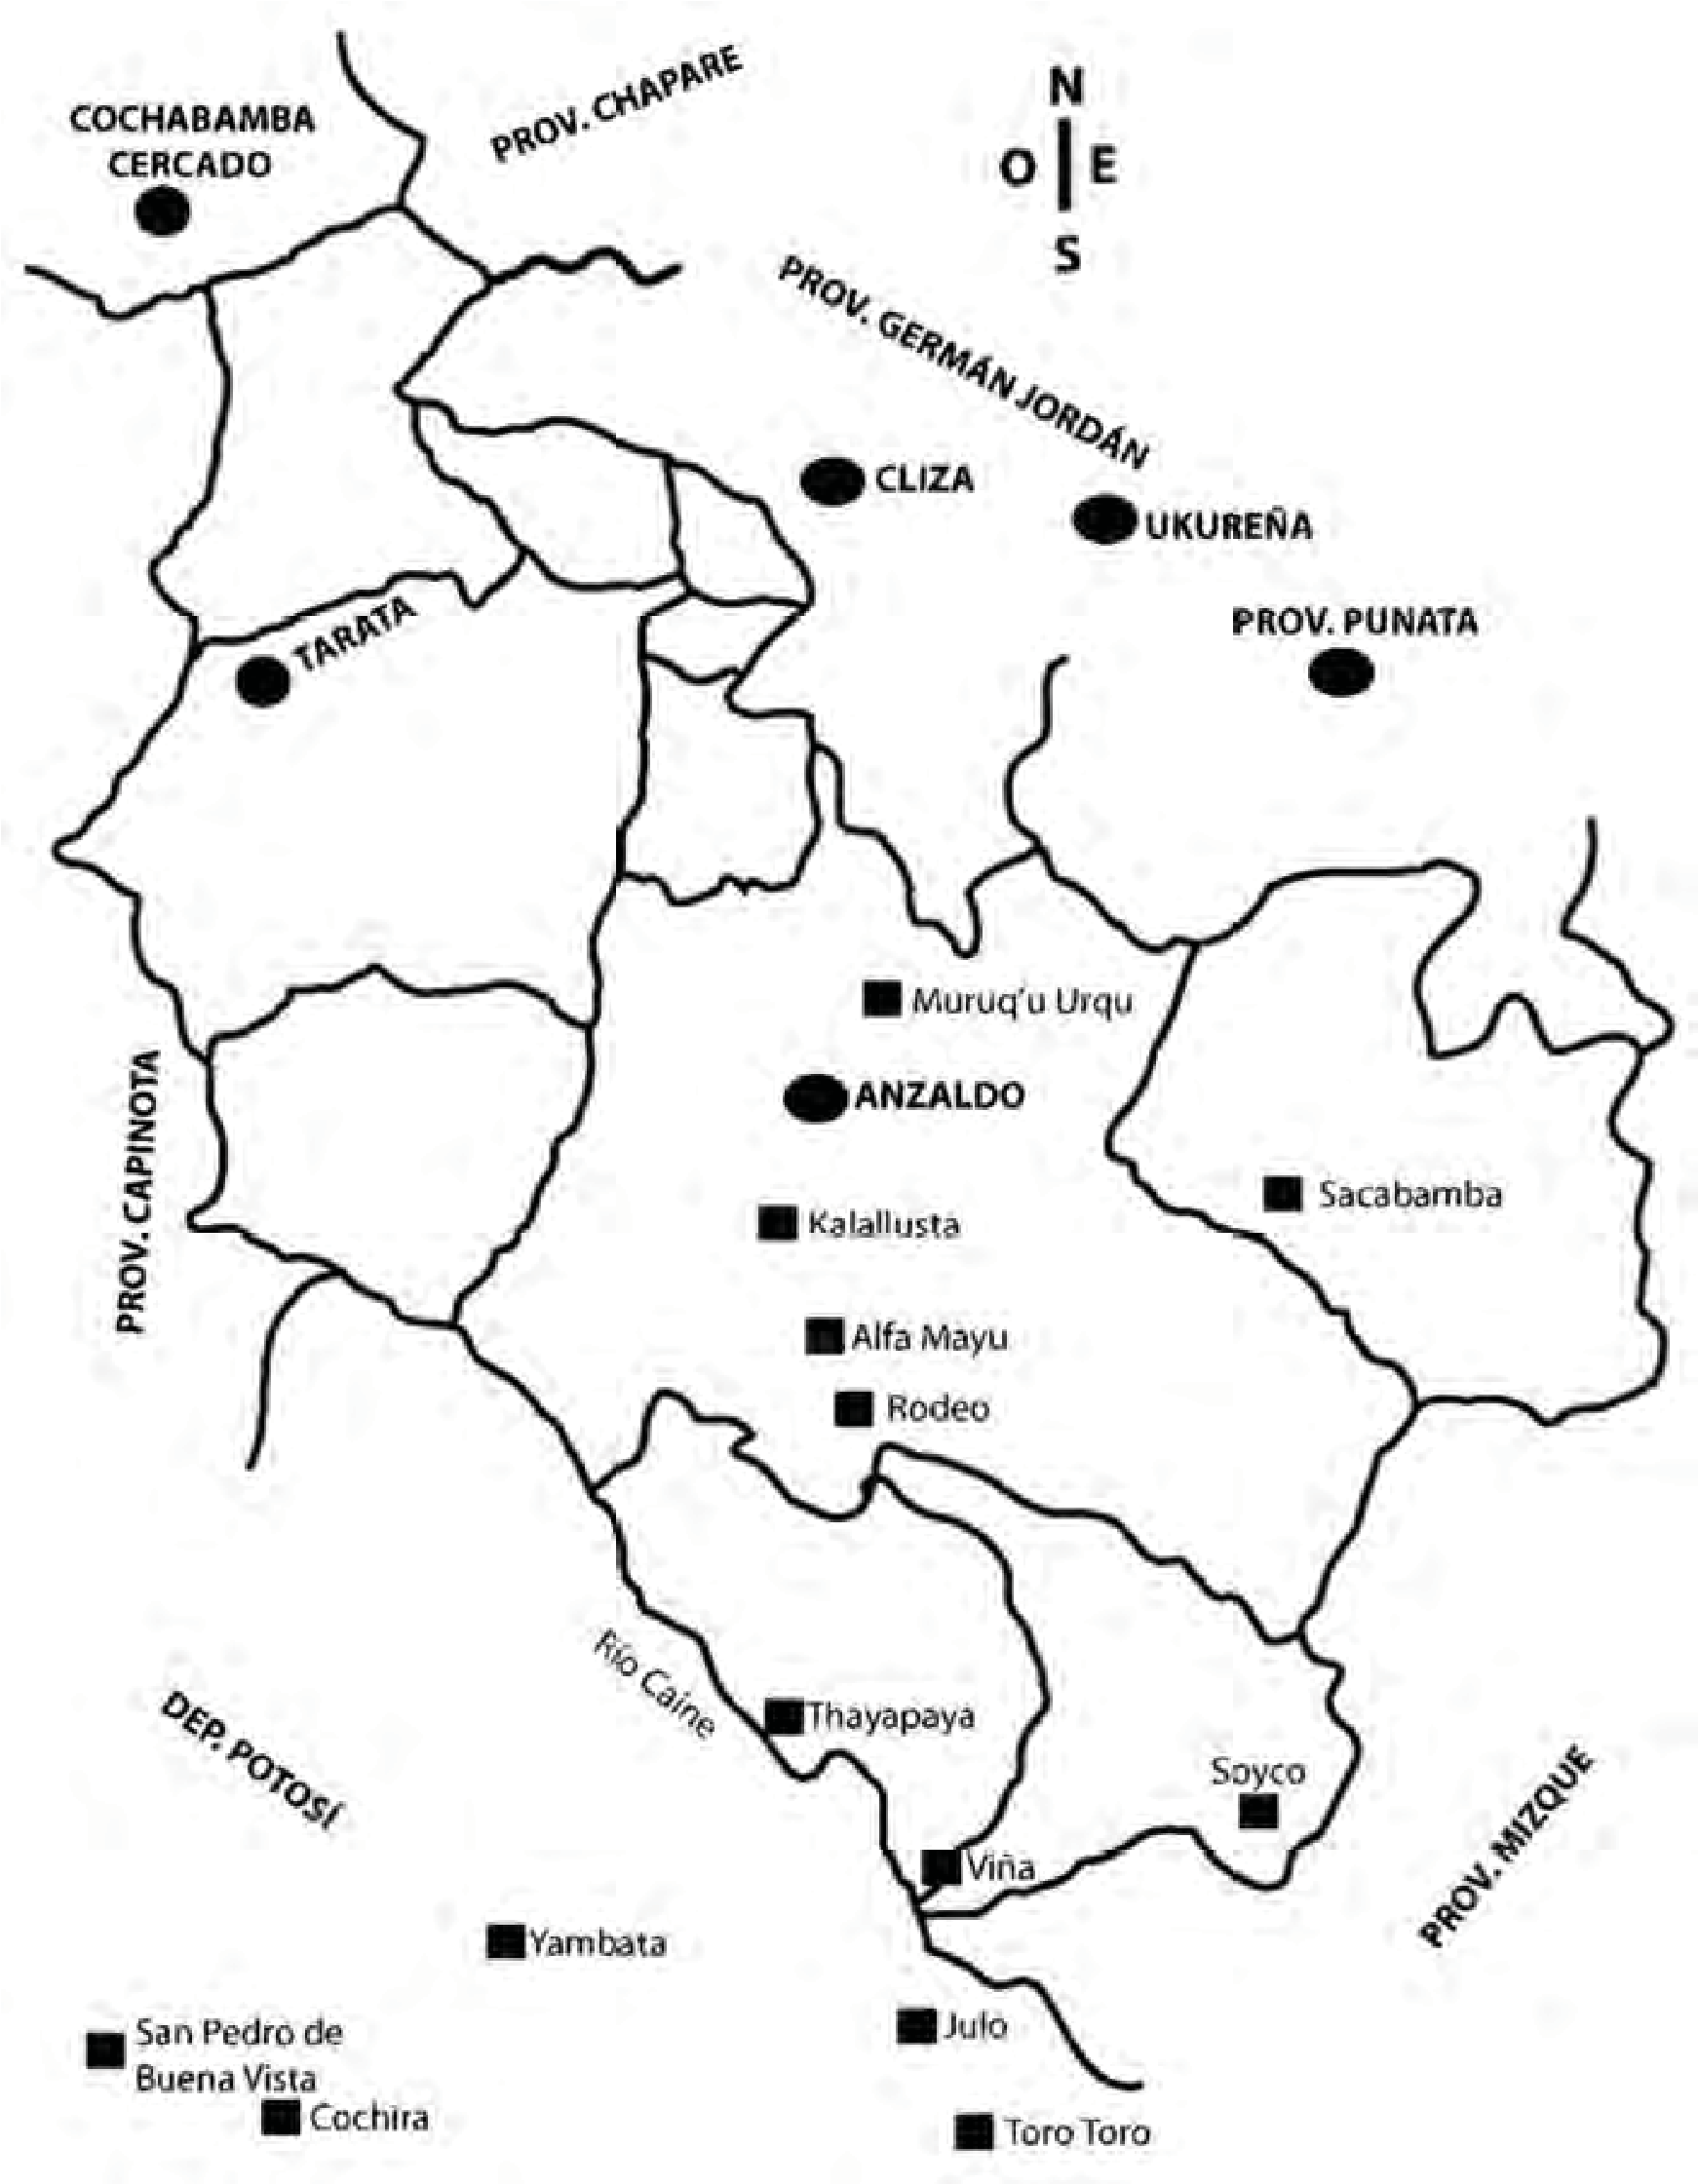 PROV. CHAPARE
N
COCHABAMBA
CERCADO
O
E
S
PROV. GERMÁN JORDÁN
CLIZA
UKUREÑA
PROV. PUNATA
TARATA
Muruq'u Urqu
ANZALDO
PROV. CAPINOTA
Sacabamba
Kalallusta
Alfa Mayu
Rodeo
Río Caine
DEP. POTOSÍ
Thayapaya
Soyco
PROV. MIZQUE
Viña
Yambata
Julo
San Pedro de
Buena Vista
Cochira
Toro Toro